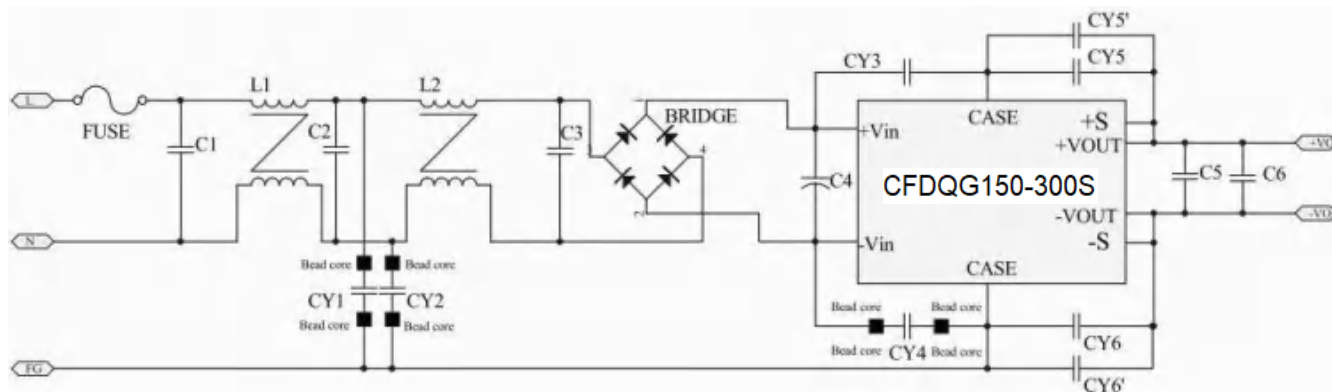 CY5'
CY3
CY5
L
FUSE
L1
L2
BRIDGE
CASE
+Vin
+S
+VOUT
+VO
C1
C2
C3
4
C4
CFDQG150-300S
C5
C6
2
N
-Vin
-VOUT
-VO
-S
CASE
Bead core
Bead core
CY1
CY2
Bead core
Bead core
Bead core
Bead core
Bead core
CY4
Bead core
CY6
FG
CY6'